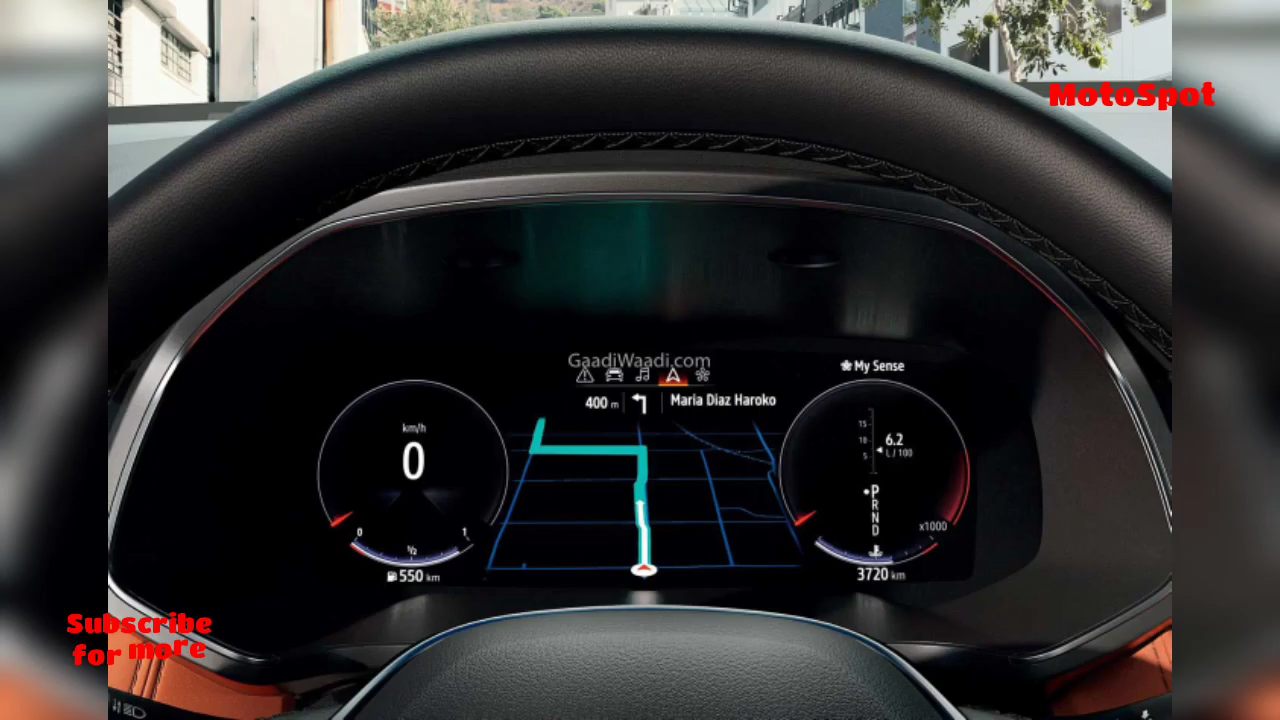 MotoSpot
GaadiWaadi.com
My Sense
400 m
Maria Diaz Haroko
km/h
0
15
10
5
6.2
L / 100
P
R
N
D
x1000
0
½
1
550 km
3720 km
Subscribe
for more